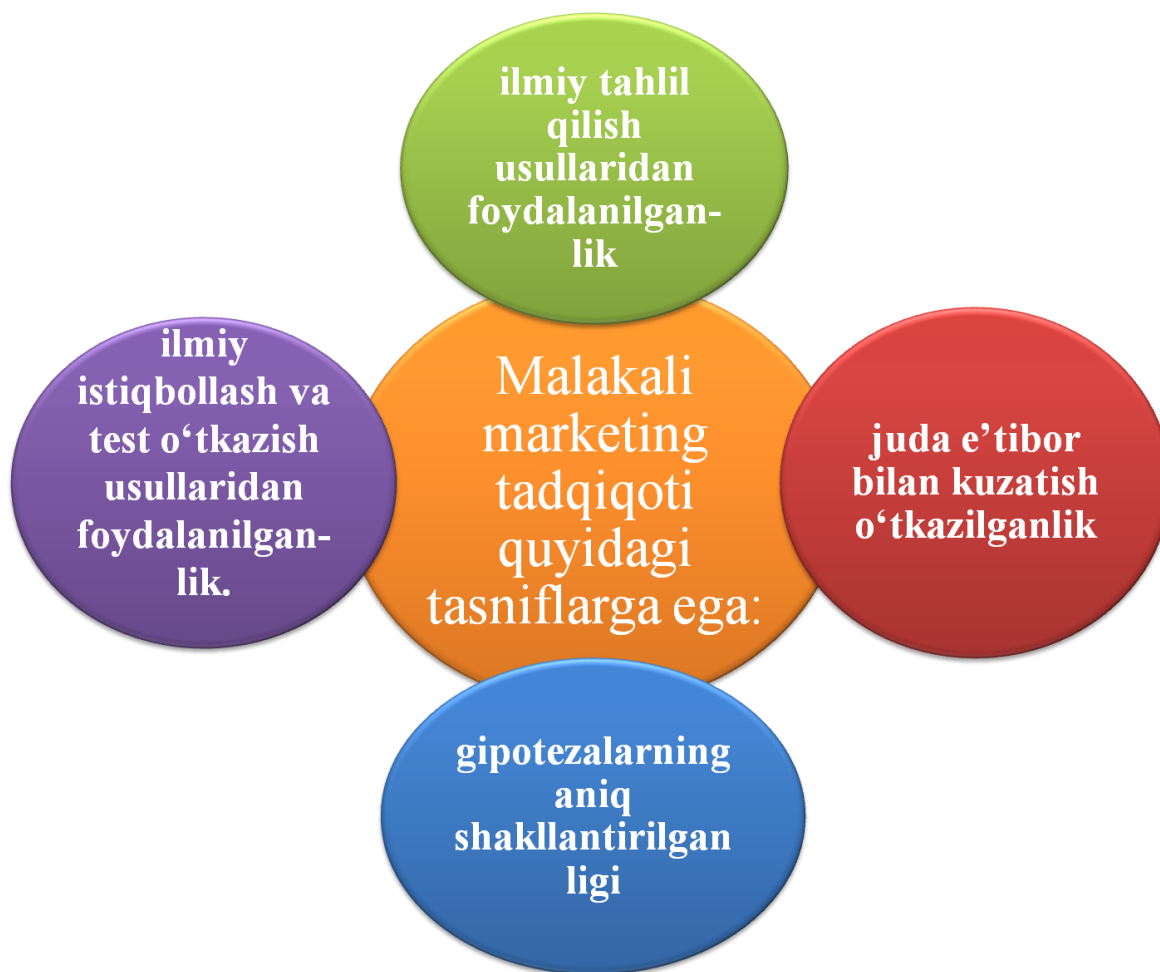 ilmiy tahlil
qilish
usullaridan
foydalanilgan-
lik
ilmiy
istiqbollash va
test o‘tkazish
usullaridan
foydalanilgan-
lik.
Malakali
marketing
tadqiqoti
quyidagi
tasniflarga ega:
juda e’tibor
bilan kuzatish
o‘tkazilganlik
gipotezalarning
aniq
shakllantirilgan
ligi